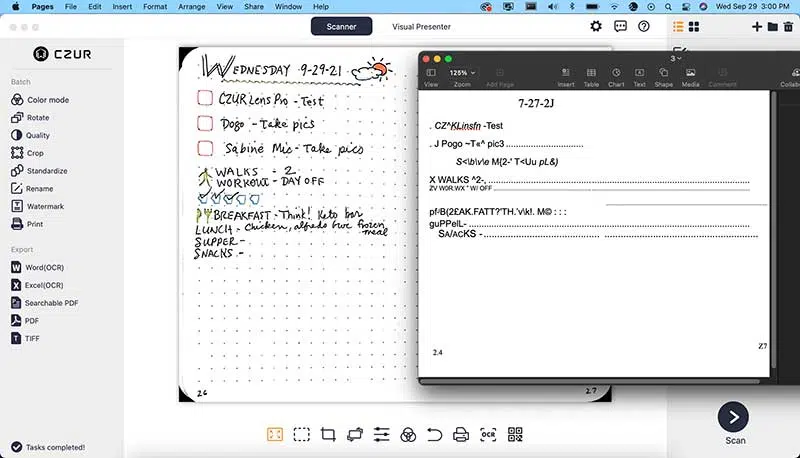 Pages File Edit Insert Format Arrange View Share Window Help Wed Sep 29 3:00 PM
Scanner Visual Presenter
CZUR
Batch
Color mode
Rotate
Quality
Crop
Standardize
Rename
Watermark
Print
Export
Word(OCR)
Excel(OCR)
Searchable PDF
PDF
TIFF
Tasks completed!
WEDNESDAY 9-29-21
CZUR Lens Pro - Test
Dogo - Take pics
Sabine Mic - Take pics
WALKS - 2
WORKOUT - DAY OFF
BREAKFAST - Think! Keto bar
LUNCH - Chicken, alfredo frozen meal
SUPPER -
SNACKS -
26 27
3
125%
View Zoom Add Page Insert Table Chart Text Shape Media Comment Collabo
7-27-2J
. CZ^KLinsfn -Test
. J Pogo ~T«^ pic3
S<\b\v\e M{2-' T<Uu pL&)
X WALKS ^2-,
ZV W0R.WX " W/ OFF
pf›B(2£AK.FATT?'TH.'v\k!. M© : : :
guPPelL-
SA/ACKS -
2.4 Z7
OCR
Scan